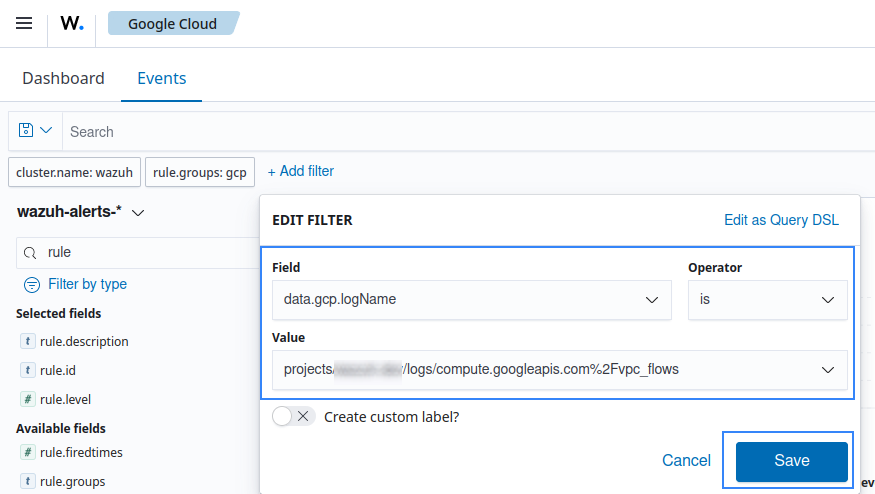 W.
Google Cloud
Dashboard
Events
Search
cluster.name: wazuh
rule.groups: gcp
+ Add filter
wazuh-alerts-*
rule
Filter by type
Selected fields
t rule.description
t rule.id
# rule.level
Available fields
# rule.firedtimes
t rule.groups
EDIT FILTER
Edit as Query DSL
Field
Operator
data.gcp.logName
is
Value
projects/ /logs/compute.googleapis.com%2Fvpc_flows
Create custom label?
Cancel
Save
ev